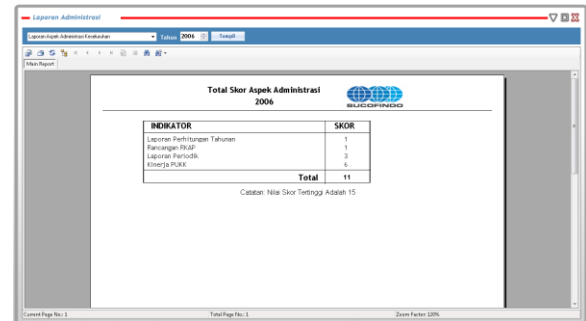 Laporan Administrasi
Laporan Aspek Administrasi Keseluruhan Tahun 2006 Tampil
Main Report
Total Skor Aspek Administrasi
2006
SUCOFINDO
INDIKATOR SKOR
Laporan Perhitungan Tahunan 1
Rancangan RKAP 1
Laporan Periodik 3
Kinerja PUKK 6
Total 11
Catatan: Nilai Skor Tertinggi Adalah 15
Current Page No.: 1 Total Page No.: 1 Zoom Factor: 120%